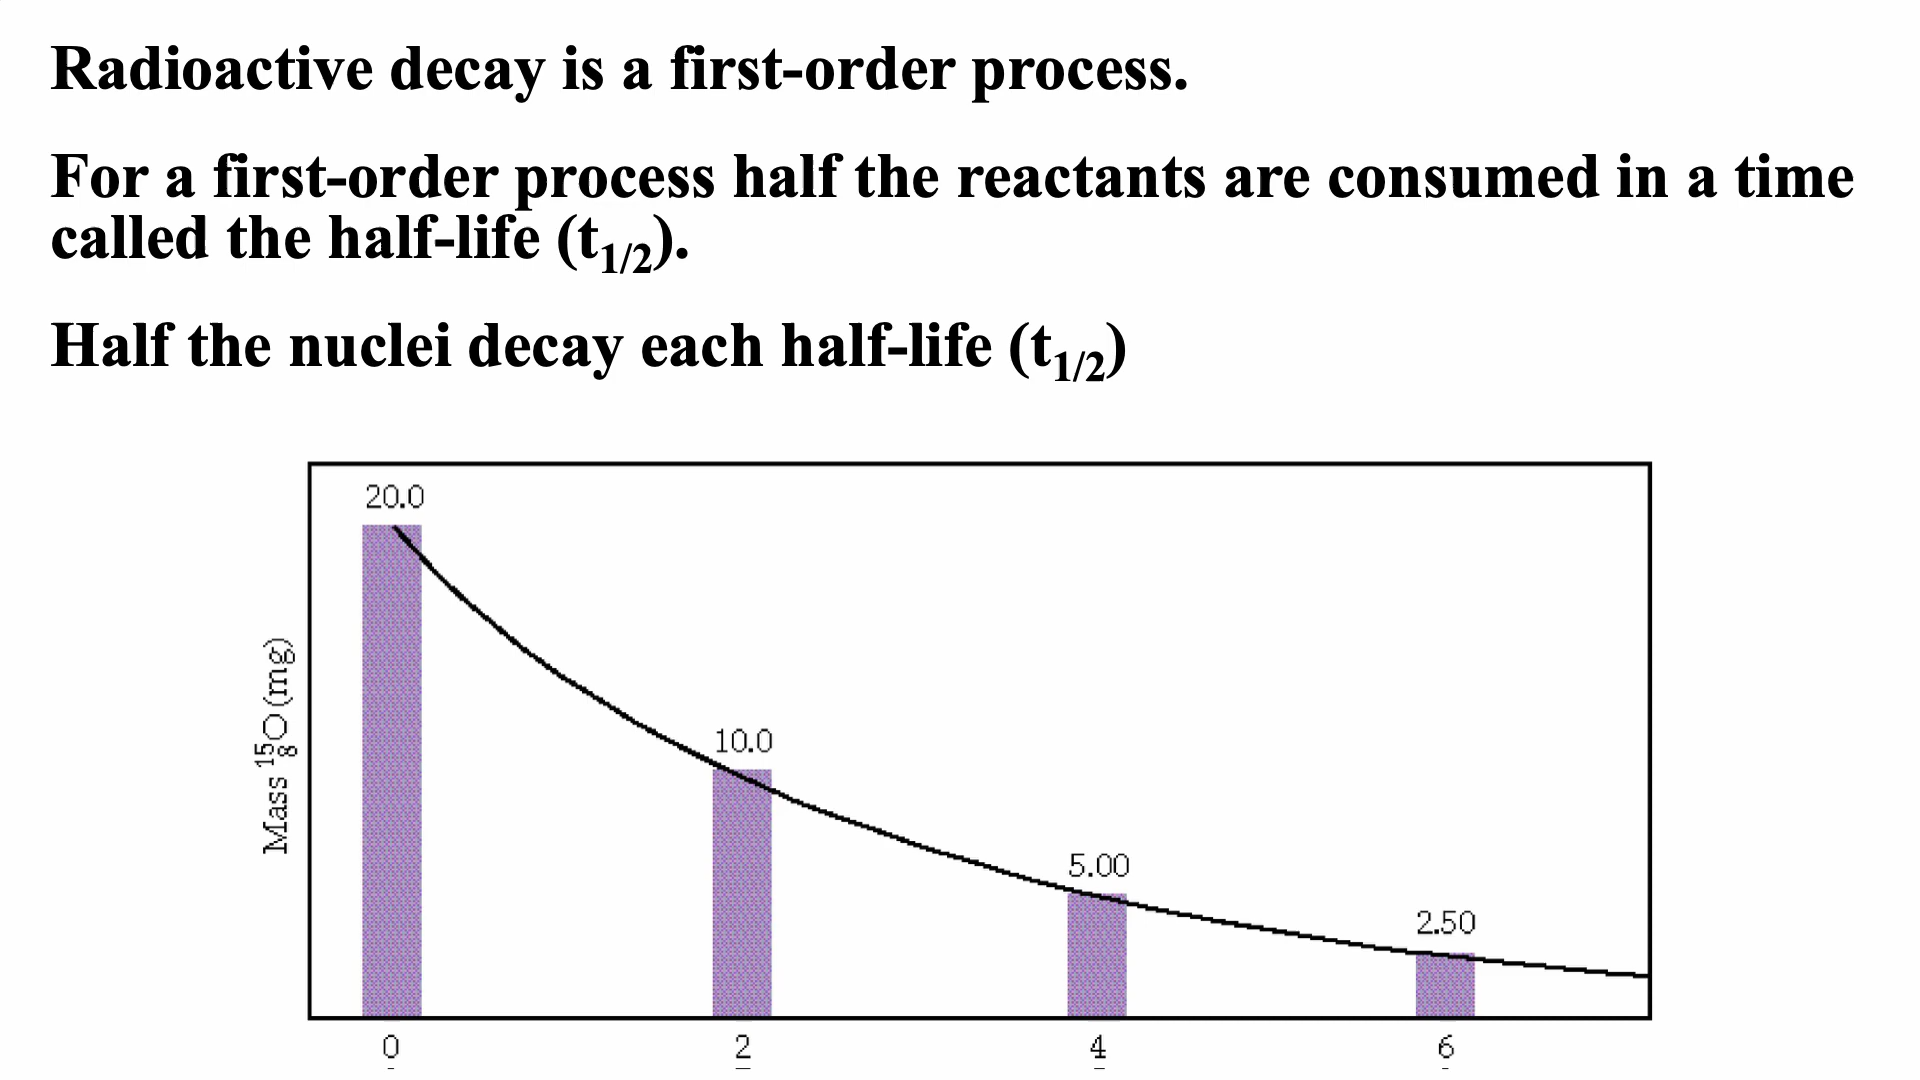 Radioactive decay is a first-order process.
For a first-order process half the reactants are consumed in a time
called the half-life (t1/2).
Half the nuclei decay each half-life (t1/2)
20.0
10.0
5.00
2.50
Mass 15 8 O (mg)
0 2 4 6